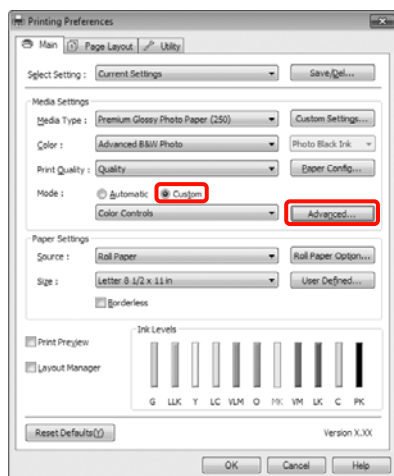 Printing Preferences
Main Page Layout Utility
Select Setting : Current Settings Save/Del...
Media Settings
Media Type : Premium Glossy Photo Paper (250) Custom Settings...
Color : Advanced B&W Photo Photo Black Ink
Print Quality : Quality Paper Config...
Mode : Automatic Custom
Color Controls Advanced...
Paper Settings
Source : Roll Paper Roll Paper Option...
Size : Letter 8 1/2 x 11 in User Defined...
Borderless
Ink Levels
Print Preview
Layout Manager
G LLK Y LC VLM O MK VM LK C PK
Reset Defaults(Y) Version X.XX
OK Cancel Help